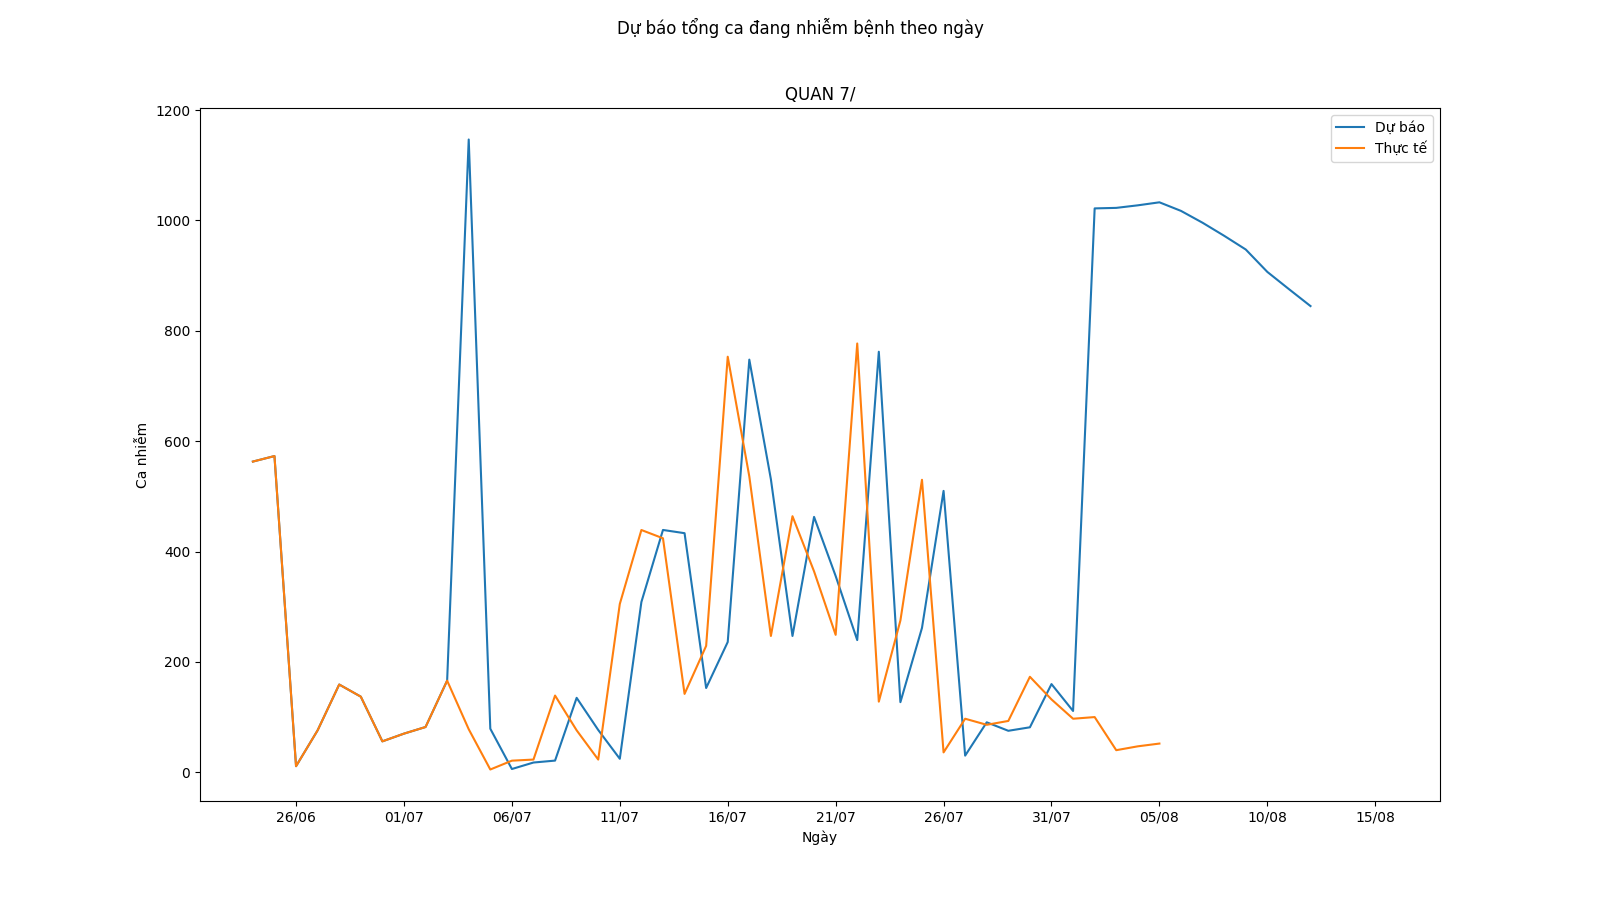 Dự báo tổng ca đang nhiễm bệnh theo ngày
QUAN 7/
Dự báo
Thực tế
Ca nhiễm
1200
1000
800
600
400
200
0
26/06 01/07 06/07 11/07 16/07 21/07 26/07 31/07 05/08 10/08 15/08
Ngày